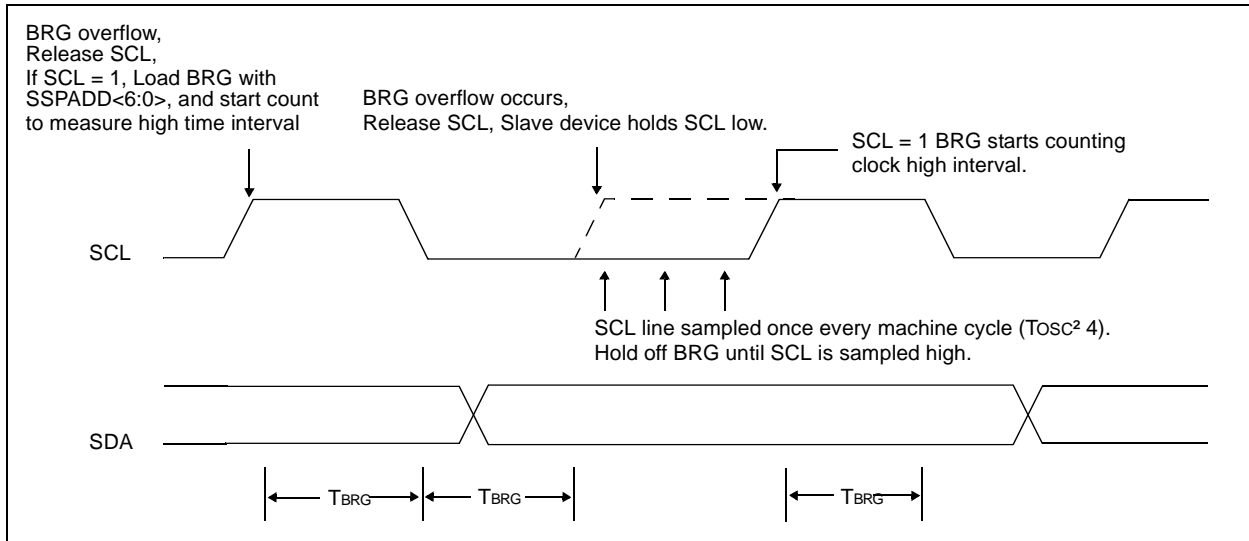 BRG overflow,
Release SCL,
If SCL = 1, Load BRG with
SSPADD<6:0>, and start count
to measure high time interval
BRG overflow occurs,
Release SCL, Slave device holds SCL low.
SCL = 1 BRG starts counting
clock high interval.
SCL
SCL line sampled once every machine cycle (TOSC² 4).
Hold off BRG until SCL is sampled high.
SDA
TBRG TBRG TBRG